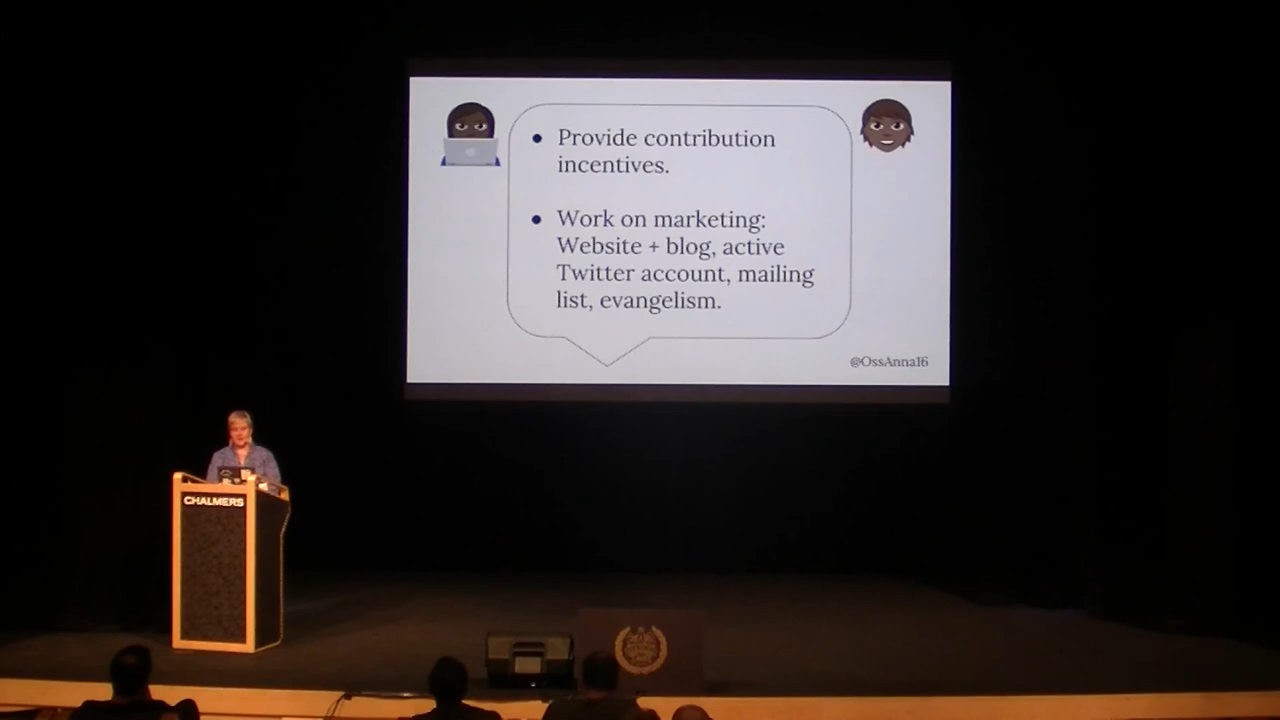 ● Provide contribution
incentives.
● Work on marketing:
Website + blog, active
Twitter account, mailing
list, evangelism.
@OssAnna16
CHALMERS